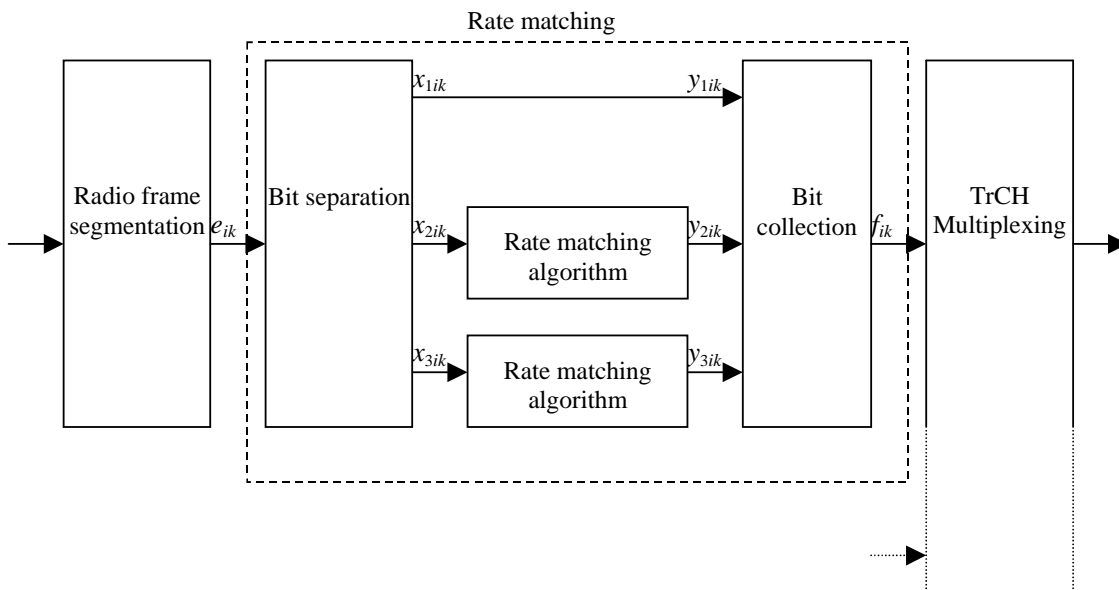 Rate matching
x1ik
y1ik
Radio frame
segmentation
eik
Bit separation
x2ik
Rate matching
algorithm
y2ik
Bit
collection
fik
TrCH
Multiplexing
x3ik
Rate matching
algorithm
y3ik